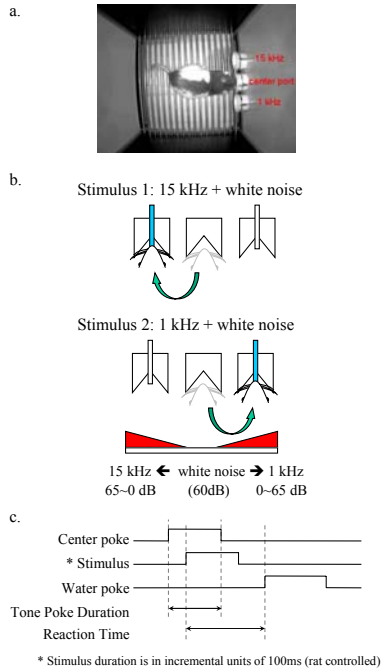 a.
15 kHz
center port
1 kHz
b.
Stimulus 1: 15 kHz + white noise
Stimulus 2: 1 kHz + white noise
15 kHz 🡸 white noise 🡺 1 kHz
65~0 dB (60dB) 0~65 dB
c.
Center poke
* Stimulus
Water poke
Tone Poke Duration
Reaction Time
* Stimulus duration is in incremental units of 100ms (rat controlled)